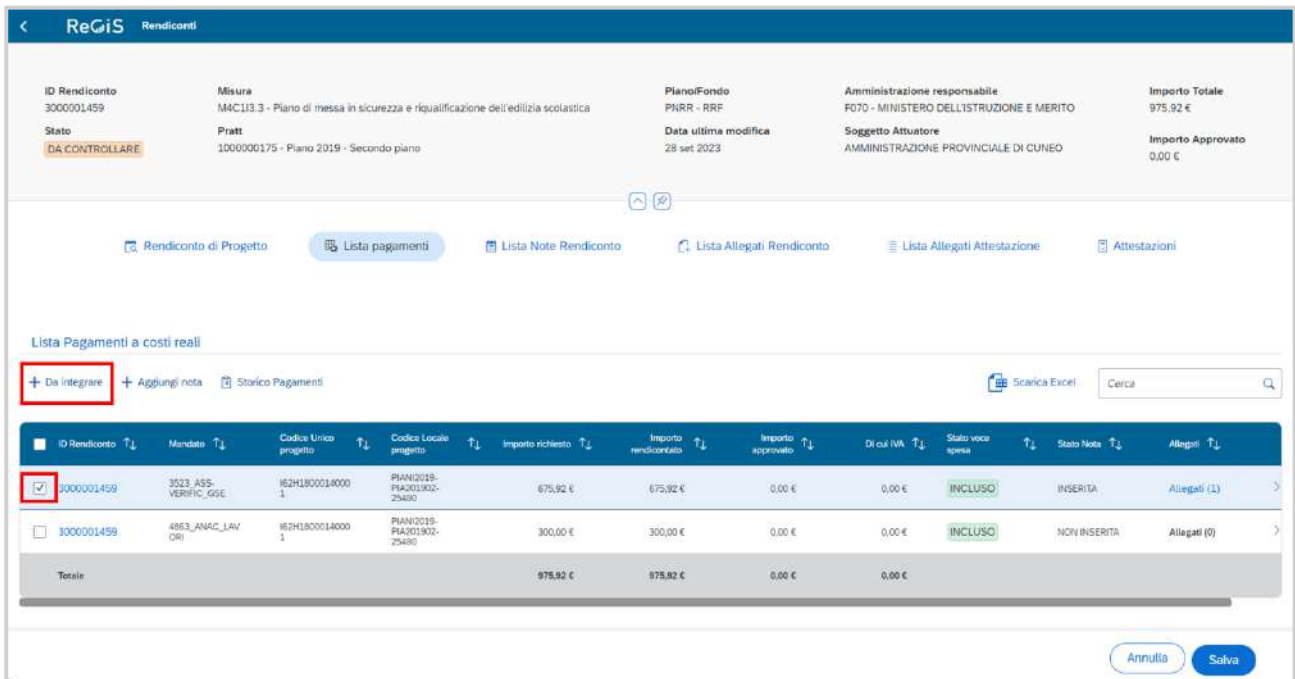 ReGiS Rendiconti
ID Rendiconto Misura Piano/Fondo Amministrazione responsabile Importo Totale
3000001459 M4C1I3.3 - Piano di messa in sicurezza e riqualificazione dell'edilizia scolastica PNRR - RRF F070 - MINISTERO DELL'ISTRUZIONE E MERITO 975,92 €
Stato Pratt Data ultima modifica Soggetto Attuatore Importo Approvato
DA CONTROLLARE 1000000175 - Piano 2019 - Secondo piano 28 set 2023 AMMINISTRAZIONE PROVINCIALE DI CUNEO 0,00 €
Rendiconto di Progetto Lista pagamenti Lista Note Rendiconto Lista Allegati Rendiconto Lista Allegati Attestazione Attestazioni
Lista Pagamenti a costi reali
+ Da integrare + Aggiungi nota Storico Pagamenti Scarica Excel Cerca
ID Rendiconto Mandato Codice Unico progetto Codice Locale progetto Importo richiesto Importo rendicontato Importo approvato Di cui IVA Stato voce spesa Stato Nota Allegati
3000001459 3523_ASS-VERIFIC_GSE I62H18000140001 PIANI2019-PIA201902-25480 675,92 € 675,92 € 0,00 € 0,00 € INCLUSO INSERITA Allegati (1)
3000001459 4863_ANAC_LAVORI I62H18000140001 PIANI2019-PIA201902-25480 300,00 € 300,00 € 0,00 € 0,00 € INCLUSO NON INSERITA Allegati (0)
Totale 975,92 € 975,92 € 0,00 € 0,00 €
Annulla Salva